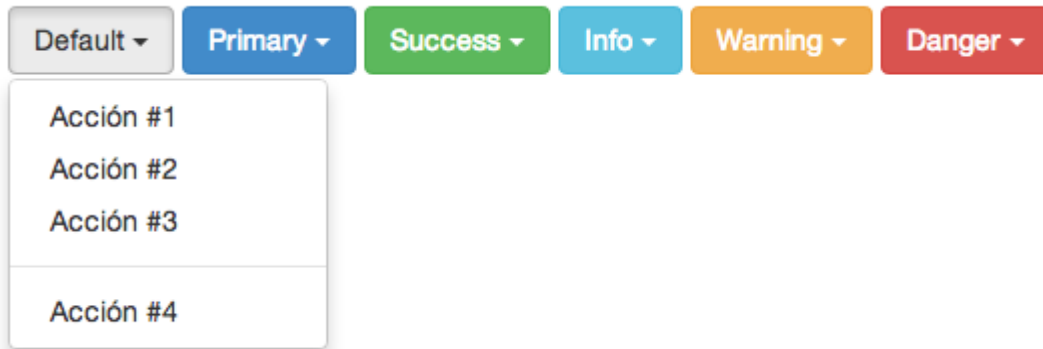 Default Primary Success Info Warning Danger
Acción #1
Acción #2
Acción #3
Acción #4